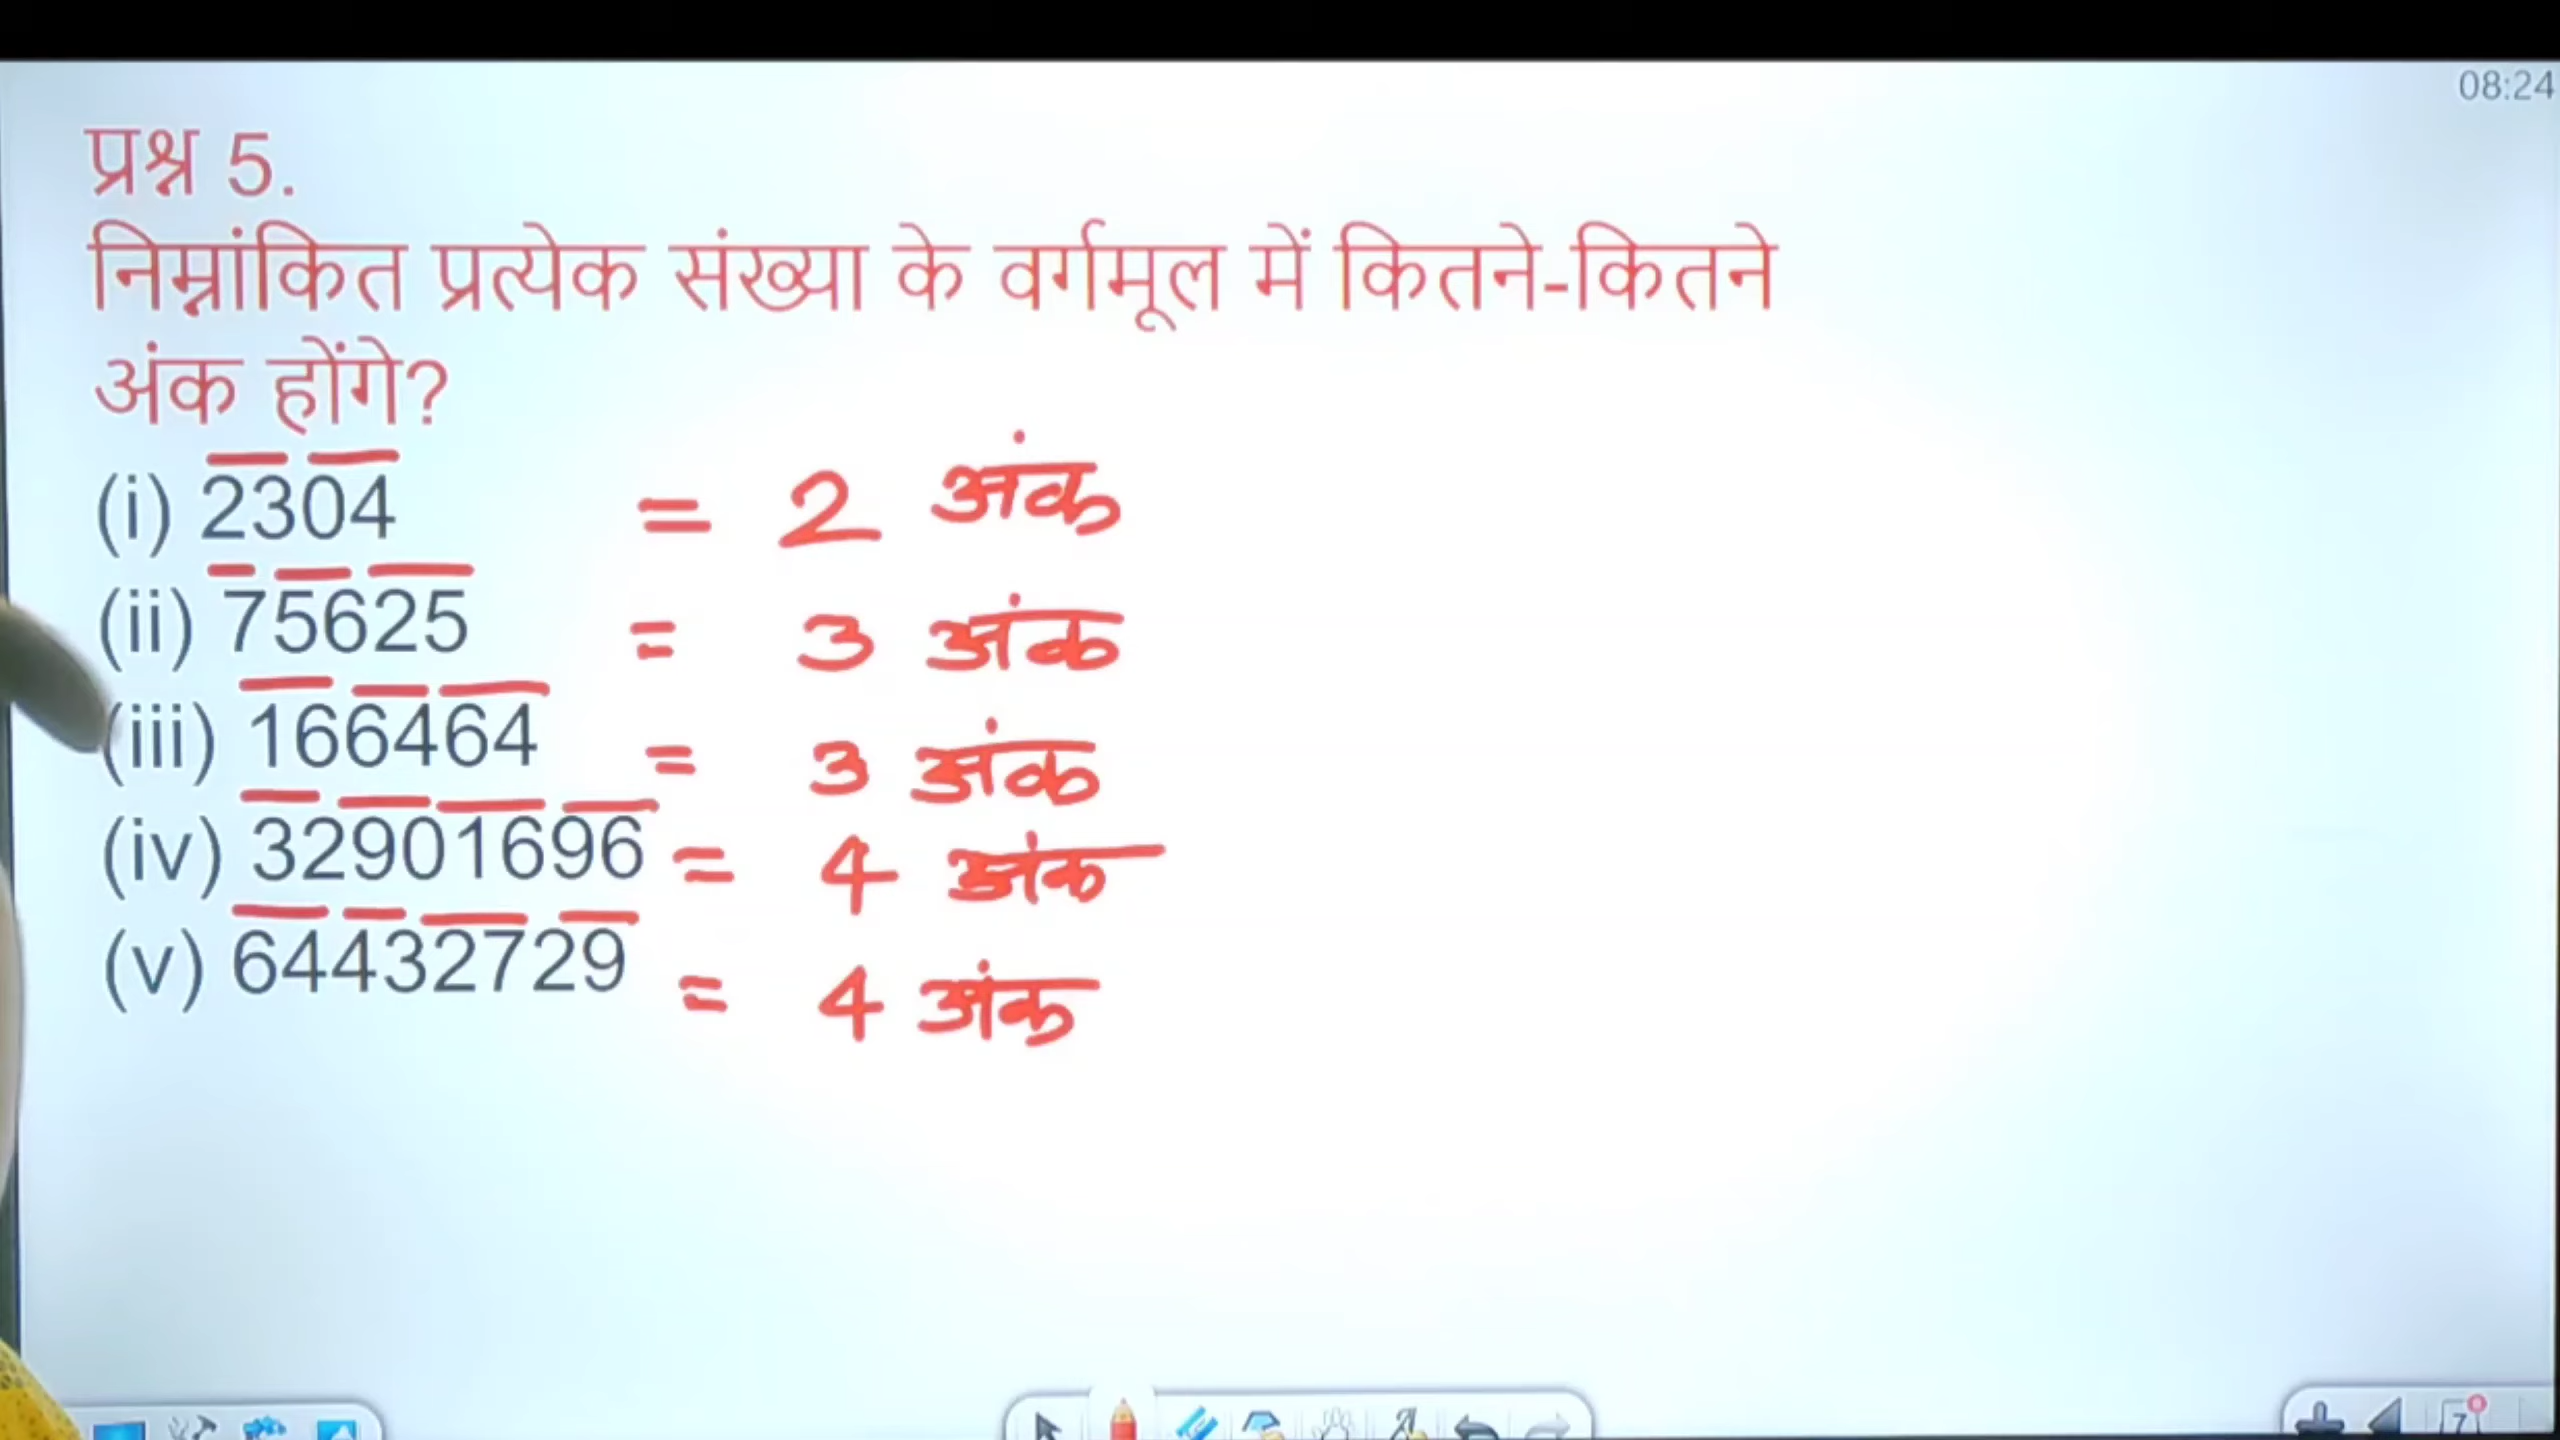 08:24
प्रश्न 5.
निम्नांकित प्रत्येक संख्या के वर्गमूल में कितने-कितने
अंक होंगे?
(i) 2304 = 2 अंक
(ii) 75625 = 3 अंक
(iii) 166464 = 3 अंक
(iv) 32901696 = 4 अंक
(v) 64432729 = 4 अंक
7